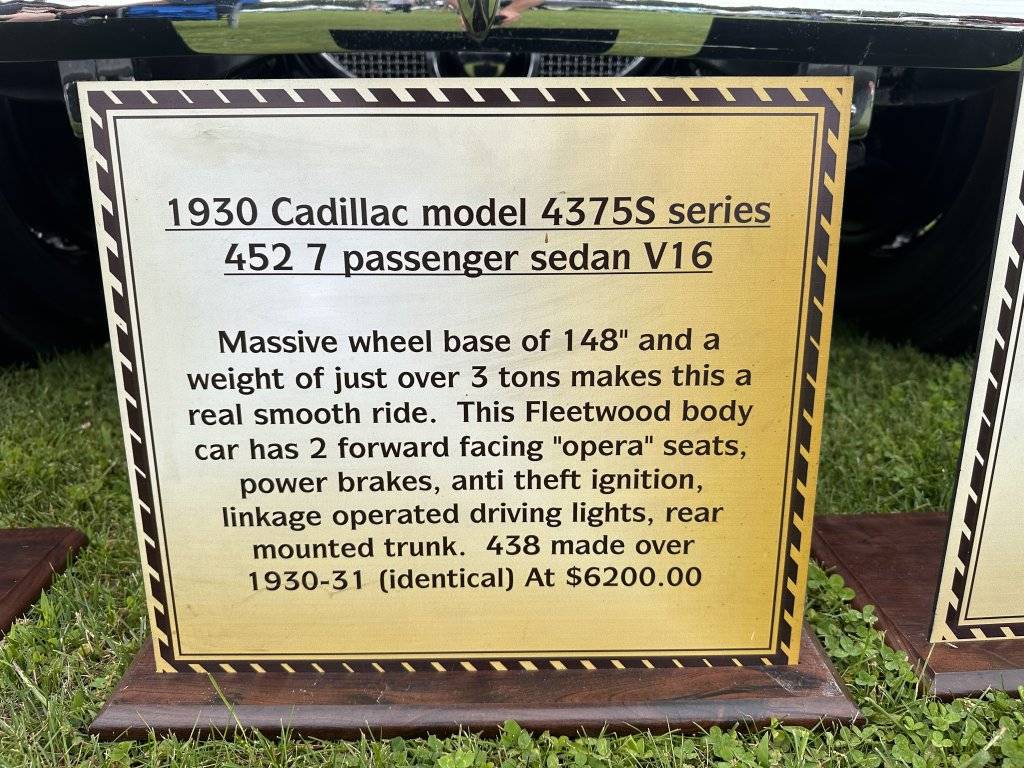 1930 Cadillac model 4375S series
452 7 passenger sedan V16
Massive wheel base of 148" and a
weight of just over 3 tons makes this a
real smooth ride. This Fleetwood body
car has 2 forward facing "opera" seats,
power brakes, anti theft ignition,
linkage operated driving lights, rear
mounted trunk. 438 made over
1930-31 (identical) At $6200.00